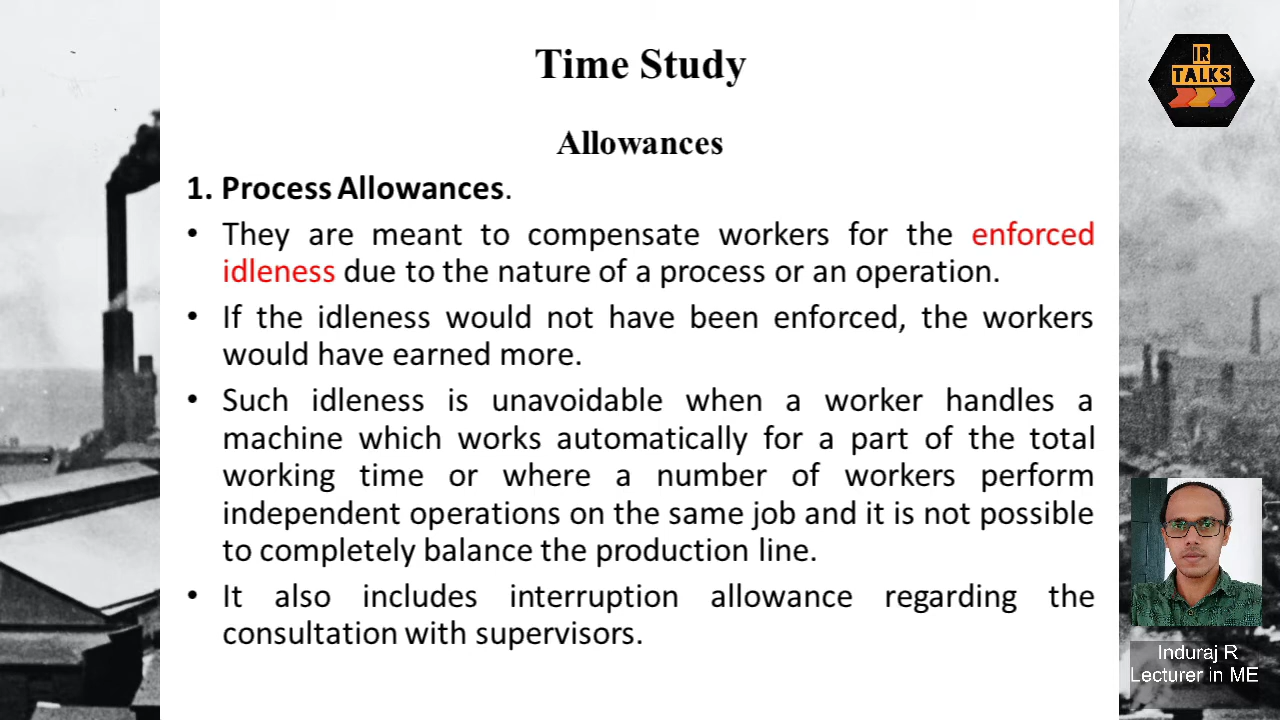 Time Study
Allowances
1. Process Allowances.
• They are meant to compensate workers for the enforced
idleness due to the nature of a process or an operation.
• If the idleness would not have been enforced, the workers
would have earned more.
• Such idleness is unavoidable when a worker handles a
machine which works automatically for a part of the total
working time or where a number of workers perform
independent operations on the same job and it is not possible
to completely balance the production line.
• It also includes interruption allowance regarding the
consultation with supervisors.
IR
TALKS
Induraj R
Lecturer in ME